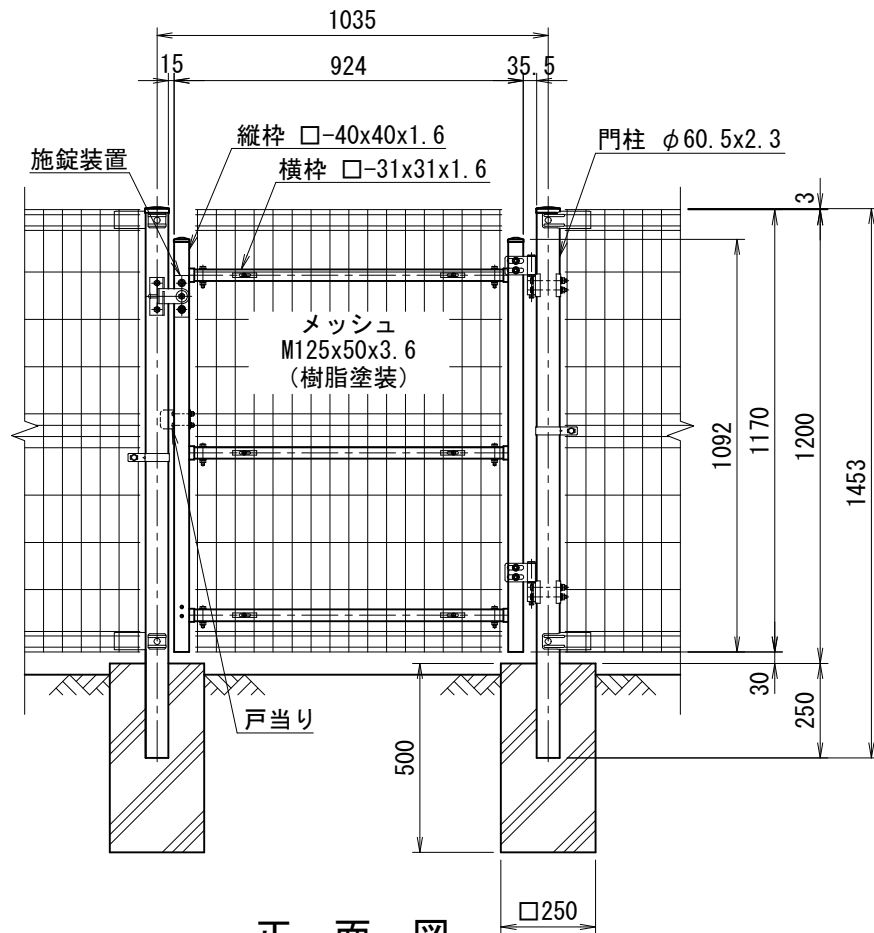 1035
15
924
35.5
縦枠 □-40x40x1.6
門柱 φ60.5x2.3
施錠装置
横枠 □-31x31x1.6
3
メッシュ
M125x50x3.6
(樹脂塗装)
1092
1170
1200
1453
30
250
戸当り
500
□250
正 面 図